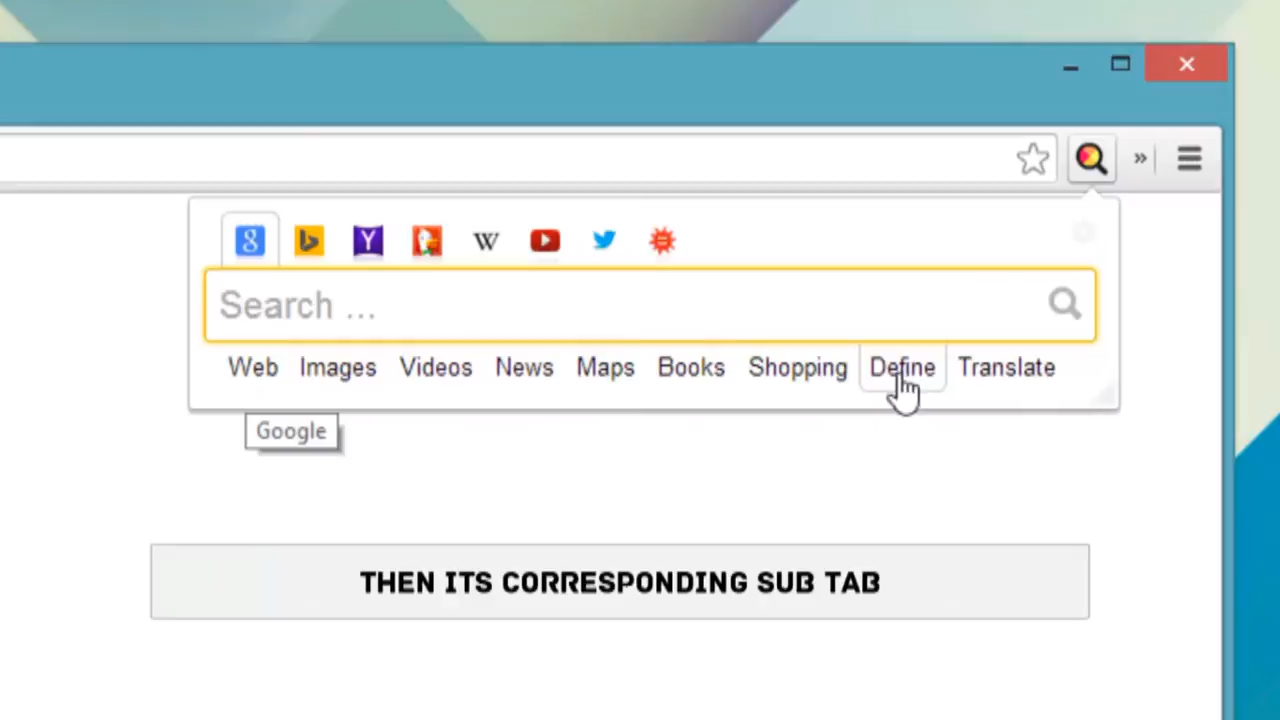 Search ...
Web Images Videos News Maps Books Shopping Define Translate
Google
THEN ITS CORRESPONDING SUB TAB